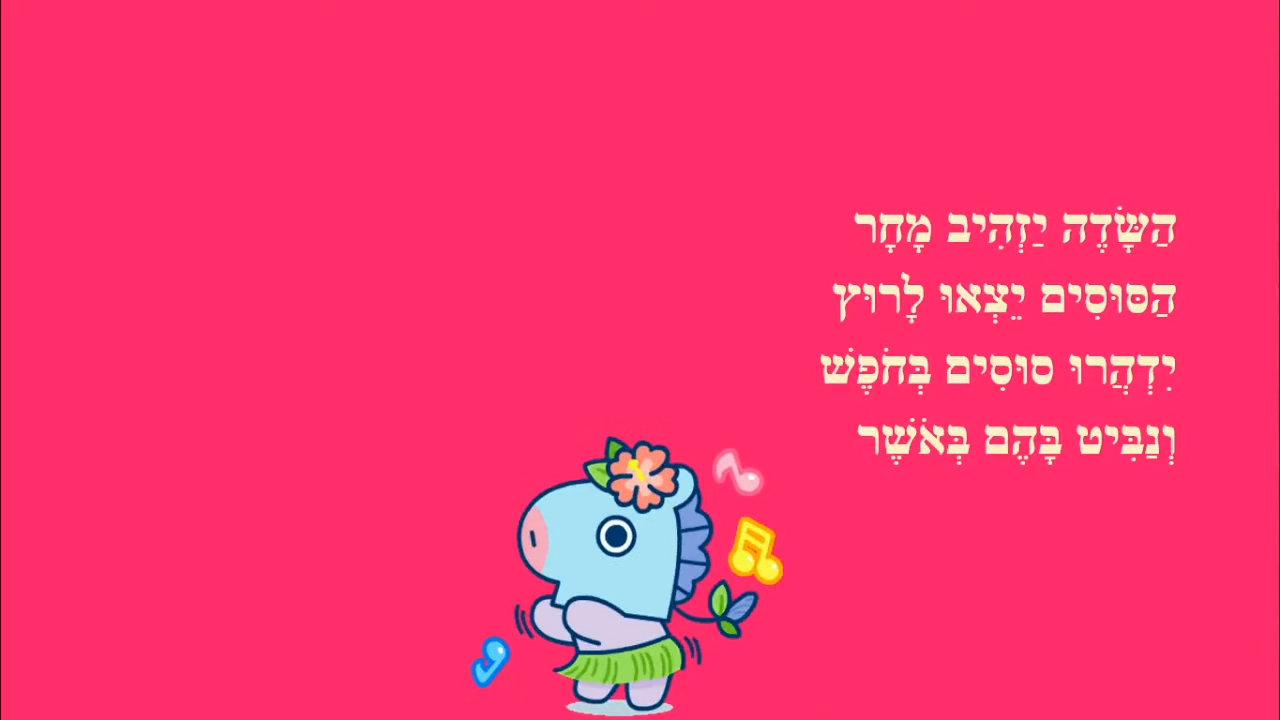 הַשָּׂדֶה יַזְהִיב מָחָר
הַסּוּסִים יֵצְאוּ לָרוּץ
יִדְהֲרוּ סוּסִים בְּחֹפֶשׁ
וְנַבִּיט בָּהֶם בְּאֹשֶׁר